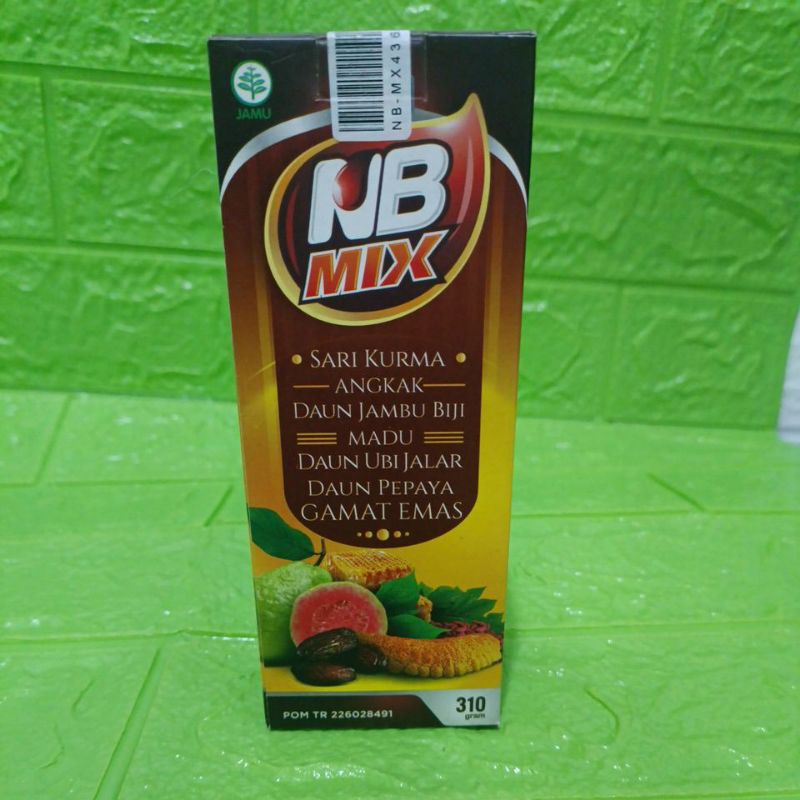 JAMU
NB-MX436
NB
MIX
SARI KURMA
ANGKAK
DAUN JAMBU BIJI
MADU
DAUN UBI JALAR
DAUN PEPAYA
GAMAT EMAS
POM TR 226028491
310
gram